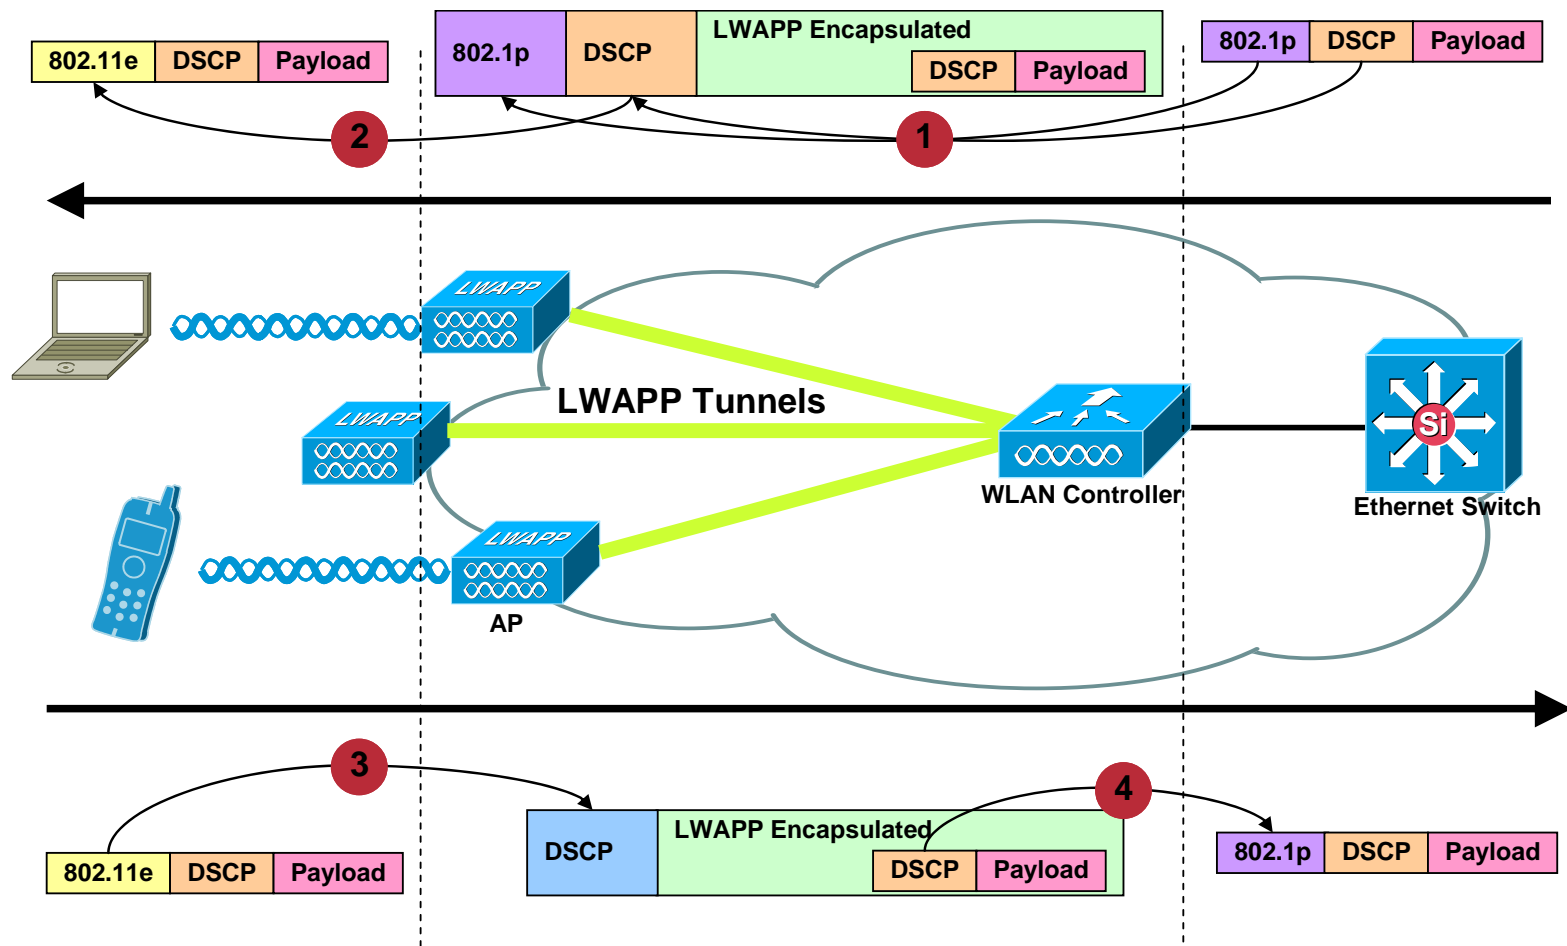 802.11e DSCP Payload
802.1p DSCP LWAPP Encapsulated
DSCP Payload
802.1p DSCP Payload
2
1
LWAPP
LWAPP Tunnels
LWAPP
Si
WLAN Controller
Ethernet Switch
LWAPP
AP
3
4
802.11e DSCP Payload
DSCP LWAPP Encapsulated
DSCP Payload
802.1p DSCP Payload